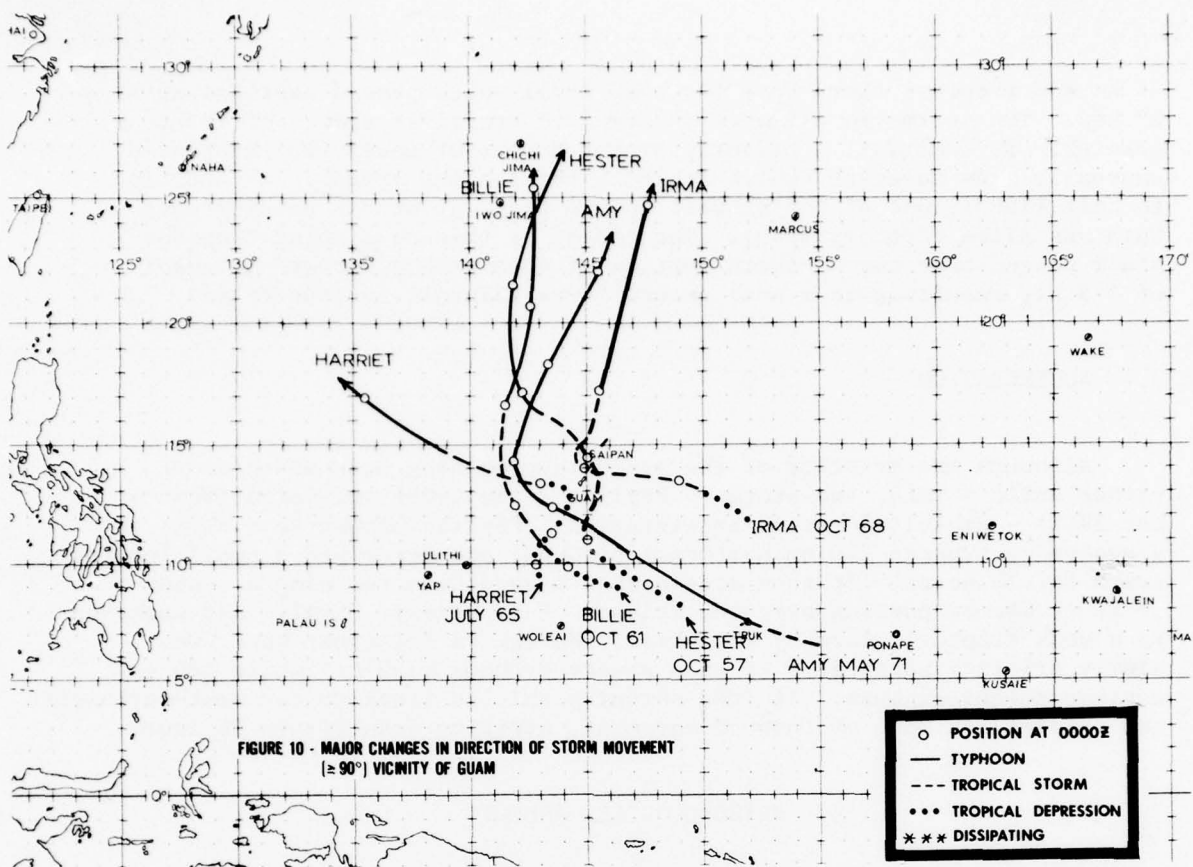 HAI
30°
30°
CHICHI
JIMA
HESTER
NAHA
BILLIE
IRMA
25°
TAIPEI
IWO JIMA
AMY
MARCUS
125°
130°
140°
150°
155°
160°
165°
170°
20°
20°
WAKE
HARRIET
15°
SAIPAN
GUAM
IRMA OCT 68
ENIWETOK
ULITHI
10°
10°
YAP
KWAJALEIN
HARRIET
JULY 65
BILLIE
OCT 61
PALAU IS
WOLEAI
TRUK
PONAPE
MA
HESTER
OCT 57
AMY MAY 71
KUSAIE
5°
FIGURE 10 - MAJOR CHANGES IN DIRECTION OF STORM MOVEMENT
(≥ 90°) VICINITY OF GUAM
0°
POSITION AT 0000Z
TYPHOON
TROPICAL STORM
TROPICAL DEPRESSION
DISSIPATING